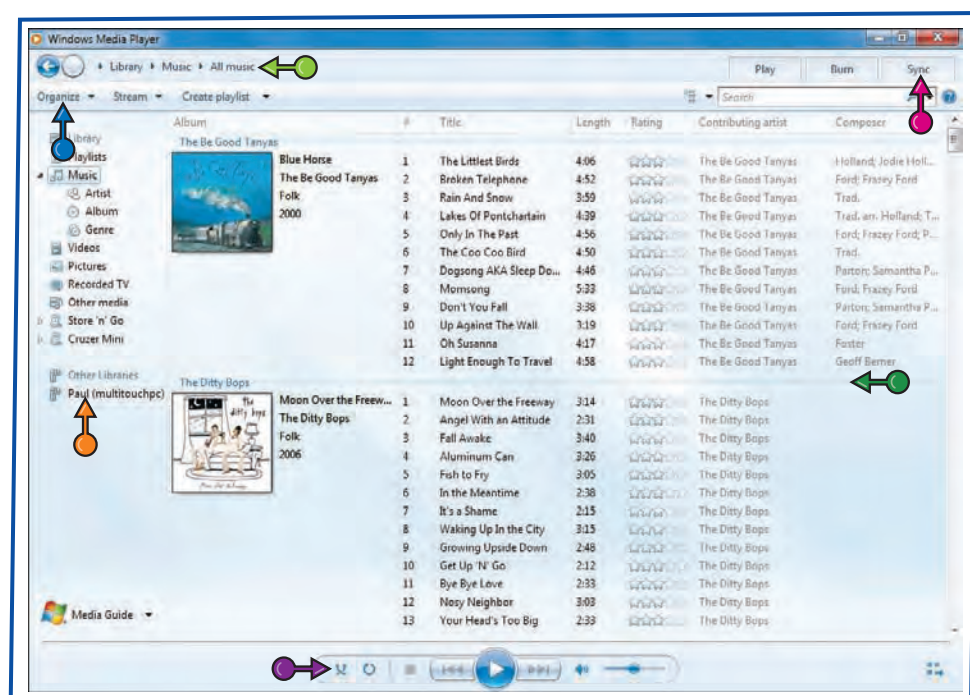 Windows Media Player
Library Music All music
Play Burn Sync
Organize Stream Create playlist
Search
Album # Title Length Rating Contributing artist Composer
Library
Playlists
Music
Artist
Album
Genre
Videos
Pictures
Recorded TV
Other media
Store 'n' Go
Cruzer Mini
Other Libraries
Paul (multitouchpc)
Media Guide
The Be Good Tanyas
Blue Horse
The Be Good Tanyas
Folk
2000
1 The Littlest Birds 4:06 The Be Good Tanyas Holland; Jodie Holl...
2 Broken Telephone 4:52 The Be Good Tanyas Ford; Frazey Ford
3 Rain And Snow 3:59 The Be Good Tanyas Trad.
4 Lakes Of Pontchartain 4:39 The Be Good Tanyas Trad. arr. Holland; T...
5 Only In The Past 4:56 The Be Good Tanyas Ford; Frazey Ford; P...
6 The Coo Coo Bird 4:50 The Be Good Tanyas Trad.
7 Dogsong AKA Sleep Do... 4:46 The Be Good Tanyas Parton; Samantha P...
8 Momsong 5:33 The Be Good Tanyas Ford; Frazey Ford
9 Don't You Fall 3:38 The Be Good Tanyas Parton; Samantha P...
10 Up Against The Wall 3:19 The Be Good Tanyas Ford; Frazey Ford
11 Oh Susanna 4:17 The Be Good Tanyas Foster
12 Light Enough To Travel 4:58 The Be Good Tanyas Geoff Berner
The Ditty Bops
the ditty bops
Moon Over the Freew...
The Ditty Bops
Folk
2006
1 Moon Over the Freeway 3:14 The Ditty Bops
2 Angel With an Attitude 2:31 The Ditty Bops
3 Fall Awake 3:40 The Ditty Bops
4 Aluminum Can 3:26 The Ditty Bops
5 Fish to Fry 3:05 The Ditty Bops
6 In the Meantime 2:38 The Ditty Bops
7 It's a Shame 2:15 The Ditty Bops
8 Waking Up In the City 3:15 The Ditty Bops
9 Growing Upside Down 2:48 The Ditty Bops
10 Get Up 'N' Go 2:12 The Ditty Bops
11 Bye Bye Love 2:33 The Ditty Bops
12 Nosy Neighbor 3:03 The Ditty Bops
13 Your Head's Too Big 2:33 The Ditty Bops